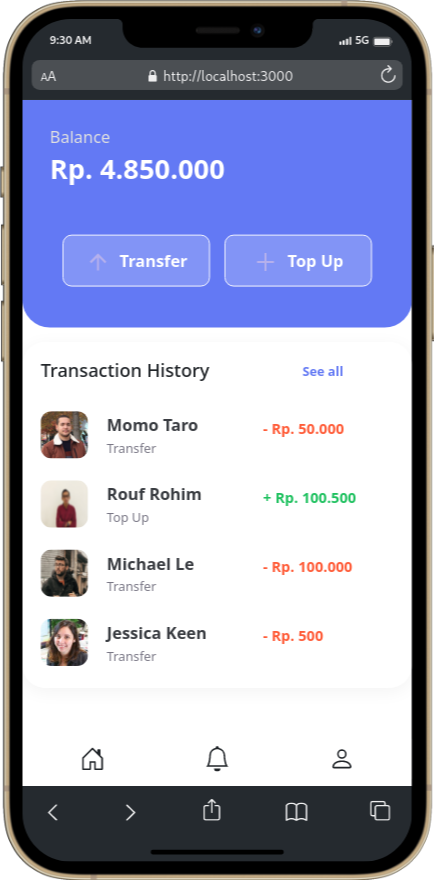 9:30 AM 5G
AA http://localhost:3000
Balance
Rp. 4.850.000
Transfer Top Up
Transaction History See all
Momo Taro
- Rp. 50.000
Transfer
Rouf Rohim
+ Rp. 100.500
Top Up
Michael Le
- Rp. 100.000
Transfer
Jessica Keen
- Rp. 500
Transfer